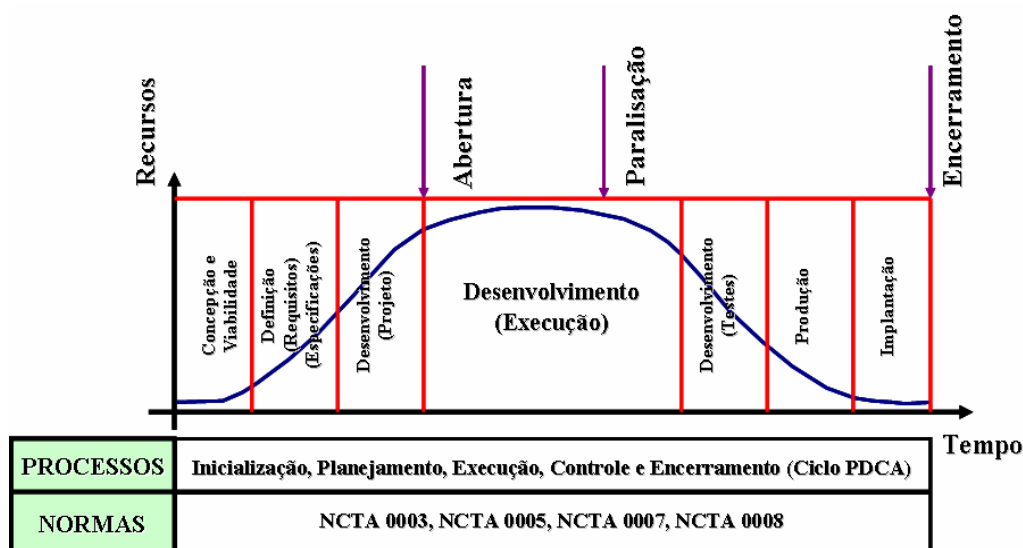 Recursos
Abertura
Paralisação
Encerramento
Concepção e
Viabilidade
Definição
(Requisitos)
(Especificações)
Desenvolvimento
(Projeto)
Desenvolvimento
(Execução)
Desenvolvimento
(Testes)
Produção
Implantação
Tempo
PROCESSOS
Inicialização, Planejamento, Execução, Controle e Encerramento (Ciclo PDCA)
NORMAS
NCTA 0003, NCTA 0005, NCTA 0007, NCTA 0008